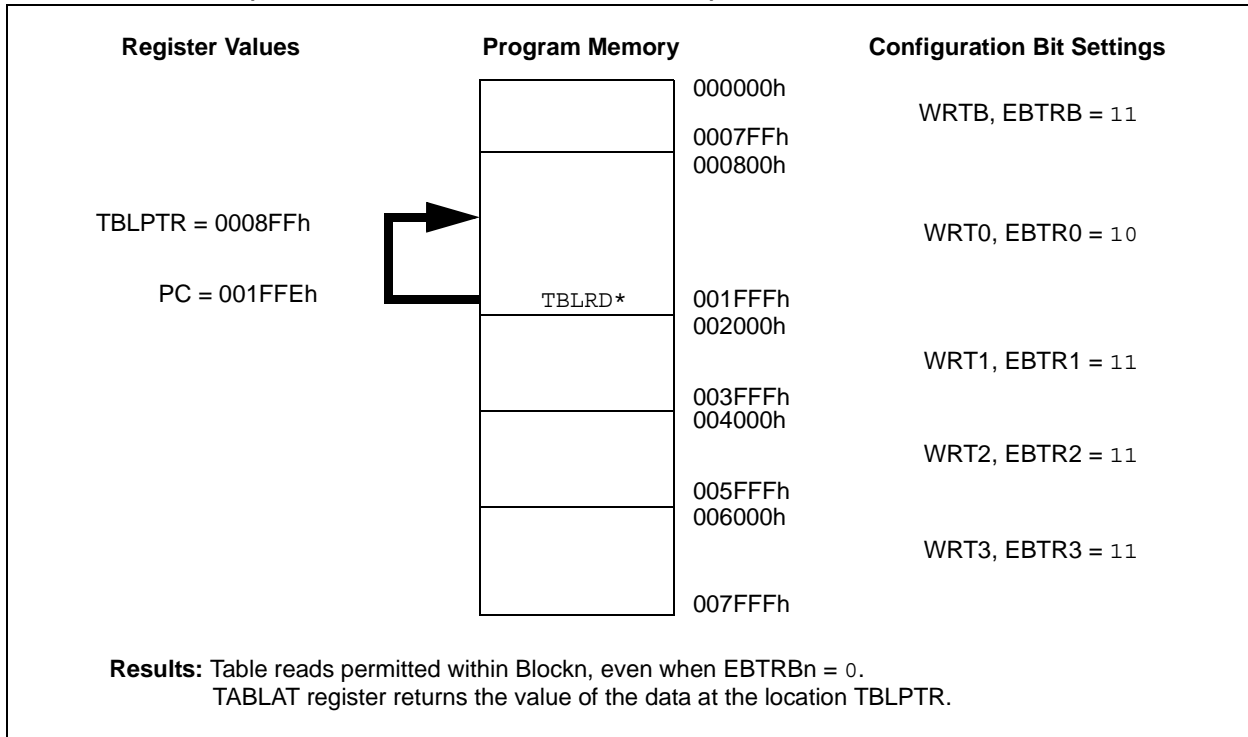 Register Values Program Memory Configuration Bit Settings
000000h
WRTB, EBTRB = 11
0007FFh
000800h
TBLPTR = 0008FFh
WRT0, EBTR0 = 10
PC = 001FFEh
TBLRD* 001FFFh
002000h
WRT1, EBTR1 = 11
003FFFh
004000h
WRT2, EBTR2 = 11
005FFFh
006000h
WRT3, EBTR3 = 11
007FFFh
Results: Table reads permitted within Blockn, even when EBTRBn = 0.
TABLAT register returns the value of the data at the location TBLPTR.